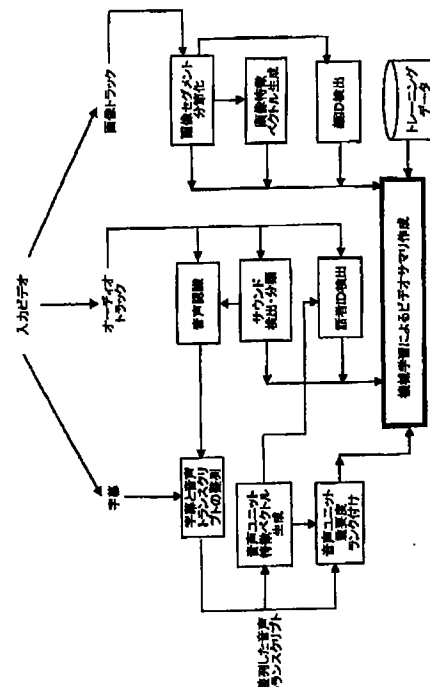 入力ビデオ
字幕
オーディオ
トラック
画像トラック
字幕と音声
トランスクリ
プトの整列
音声認識
画像セグメント
分節化
整列した音声
トランスクリプト
音声ユニット
特徴ベクトル
生成
サウンド
検出・分類
画像特徴
ベクトル生成
音声ユニット
重要度
ランク付け
話者ID検出
顔ID検出
機械学習によるビデオサマリ作成
トレーニング
データ